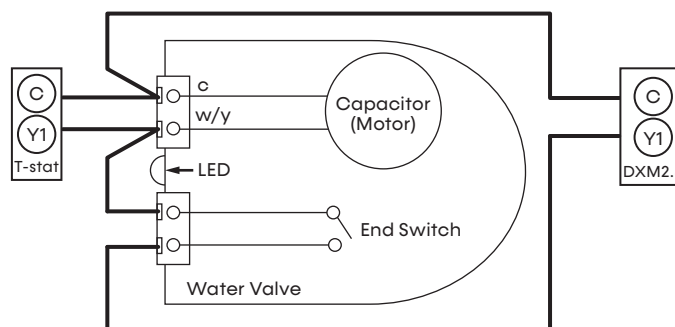 C
Y1
T-stat
c
w/y
LED
Capacitor
(Motor)
End Switch
Water Valve
C
Y1
DXM2.